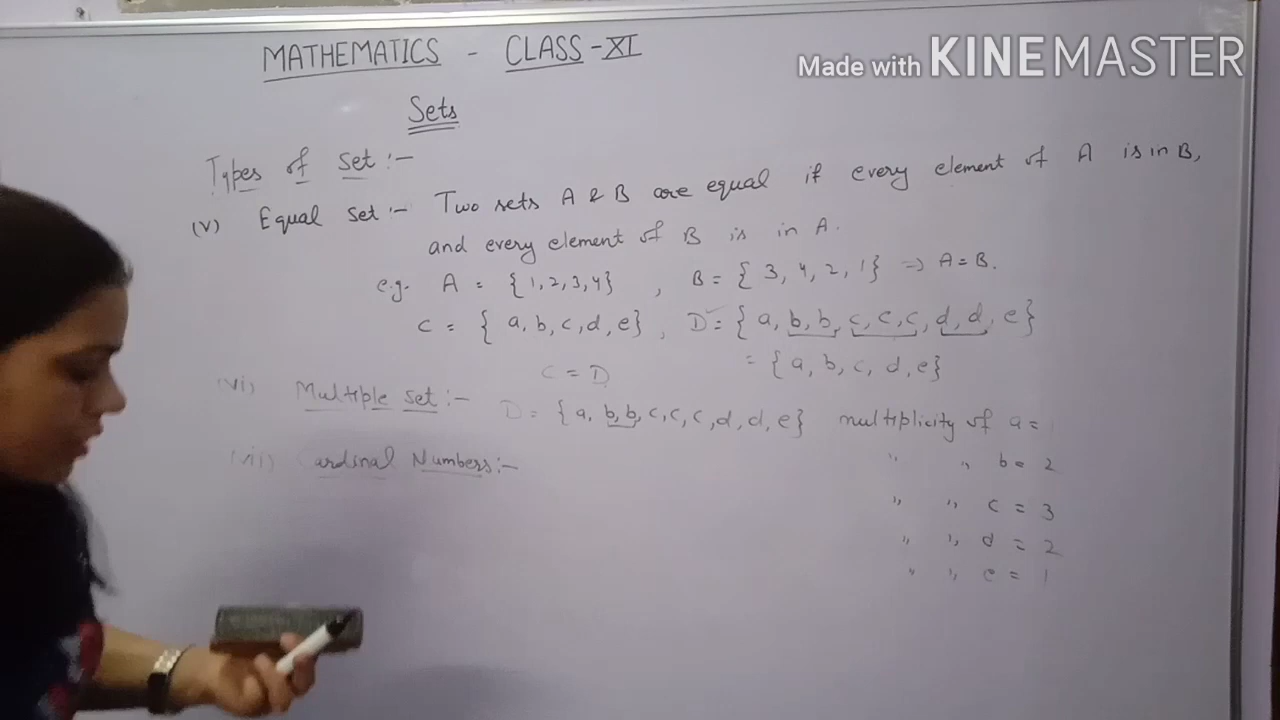 MATHEMATICS - CLASS-XI
Made with KINEMASTER
Sets
Types of Set :-
(v) Equal Set :- Two sets A & B are equal if every element of A is in B,
and every element of B is in A.
e.g. A = {1,2,3,4} , B = {3, 4, 2, 1} => A = B.
C = { a, b, c, d, e} , D = {a, b, b, c, c, c, d, d, e}
= {a, b, c, d, e}
C = D
(vi) Multiple Set :- D = {a, b, b, c, c, c, d, d, e} multiplicity of a = 1
" " b = 2
(vii) Cardinal Numbers :-
" " c = 3
" " d = 2
" " e = 1